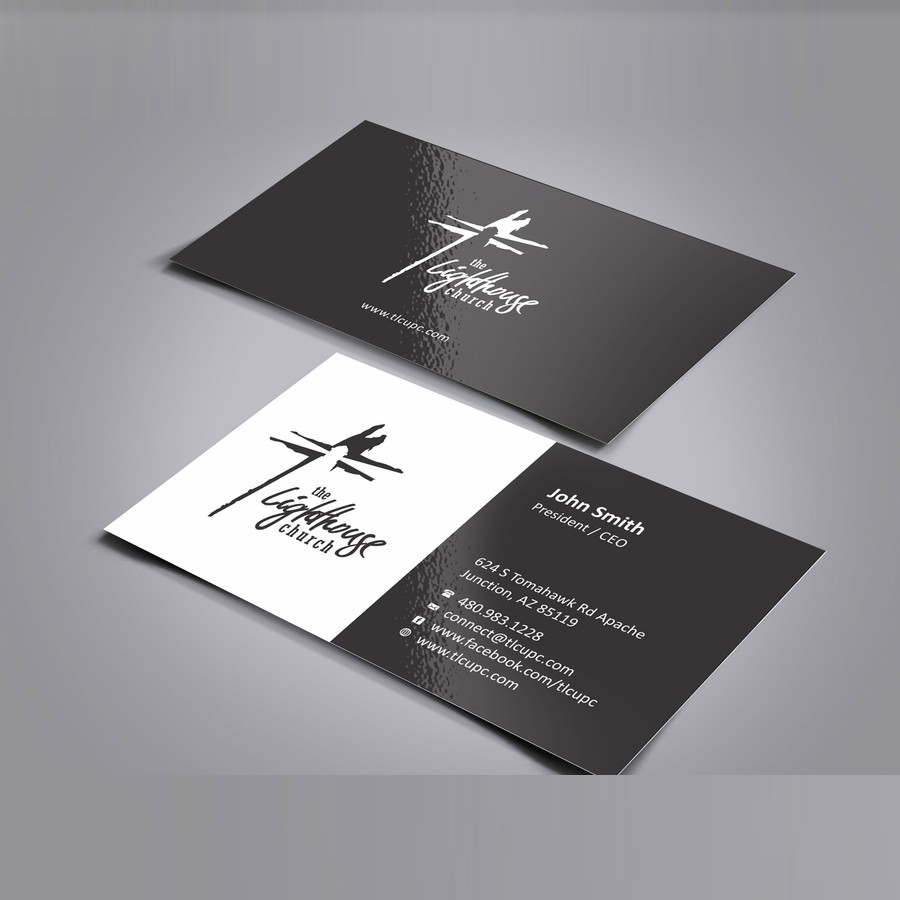 the
Lighthouse
church
www.tlcupc.com
the
Lighthouse
church
John Smith
President / CEO
624 S Tomahawk Rd Apache
Junction, AZ 85119
480.983.1228
connect@tlcupc.com
www.facebook.com/tlcupc
www.tlcupc.com